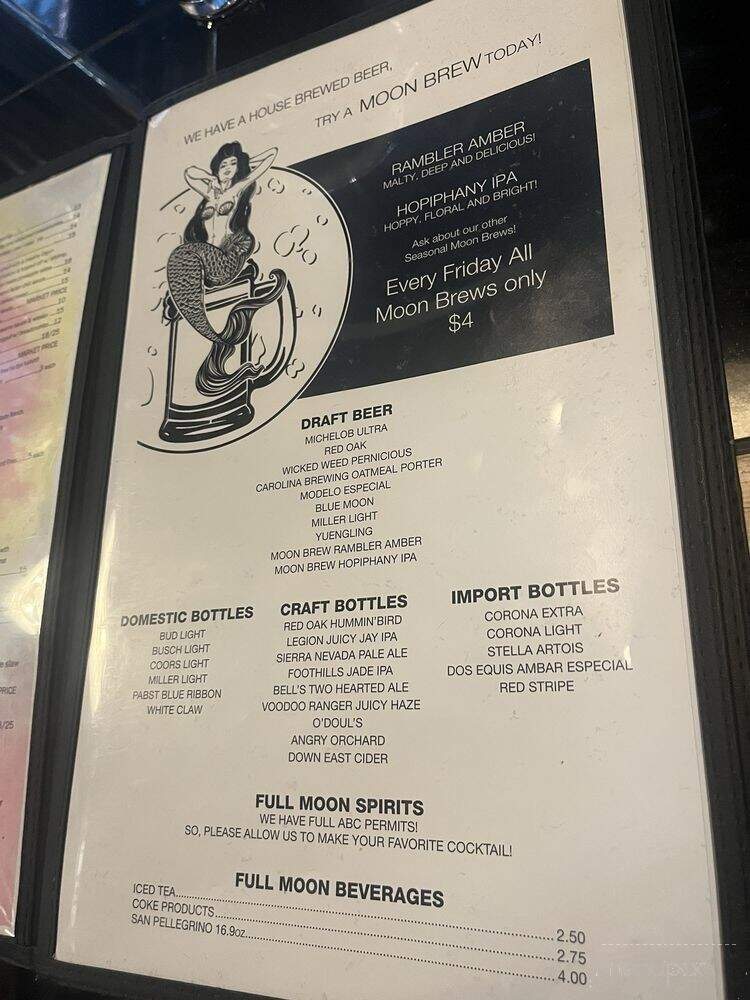 WE HAVE A HOUSE BREWED BEER,
TRY A MOON BREW TODAY!
RAMBLER AMBER
MALTY, DEEP AND DELICIOUS!
HOPIPHANY IPA
HOPPY, FLORAL AND BRIGHT!
Ask about our other
Seasonal Moon Brews!
Every Friday All
Moon Brews only
$4
DRAFT BEER
MICHELOB ULTRA
RED OAK
WICKED WEED PERNICIOUS
CAROLINA BREWING OATMEAL PORTER
MODELO ESPECIAL
BLUE MOON
MILLER LIGHT
YUENGLING
MOON BREW RAMBLER AMBER
MOON BREW HOPIPHANY IPA
DOMESTIC BOTTLES
BUD LIGHT
BUSCH LIGHT
COORS LIGHT
MILLER LIGHT
PABST BLUE RIBBON
WHITE CLAW
CRAFT BOTTLES
RED OAK HUMMIN'BIRD
LEGION JUICY JAY IPA
SIERRA NEVADA PALE ALE
FOOTHILLS JADE IPA
BELL'S TWO HEARTED ALE
VOODOO RANGER JUICY HAZE
O'DOUL'S
ANGRY ORCHARD
DOWN EAST CIDER
IMPORT BOTTLES
CORONA EXTRA
CORONA LIGHT
STELLA ARTOIS
DOS EQUIS AMBAR ESPECIAL
RED STRIPE
FULL MOON SPIRITS
WE HAVE FULL ABC PERMITS!
SO, PLEASE ALLOW US TO MAKE YOUR FAVORITE COCKTAIL!
FULL MOON BEVERAGES
ICED TEA 2.50
COKE PRODUCTS 2.75
SAN PELLEGRINO 16.9oz 4.00
MARKET PRICE
MARKET PRICE